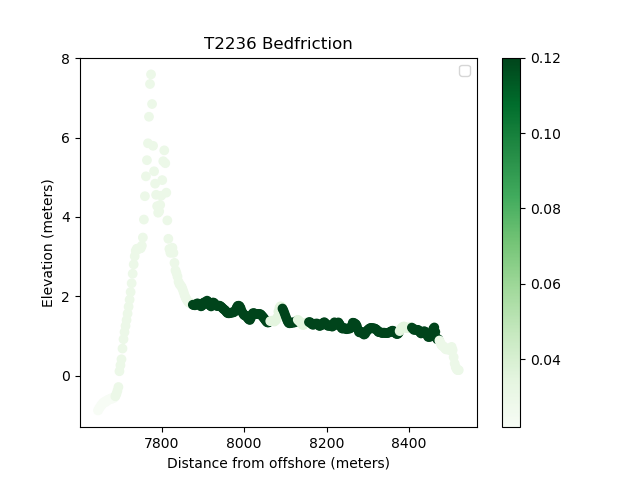 T2236 Bedfriction
8
6
4
2
0
Elevation (meters)
7800 8000 8200 8400
Distance from offshore (meters)
0.12
0.10
0.08
0.06
0.04